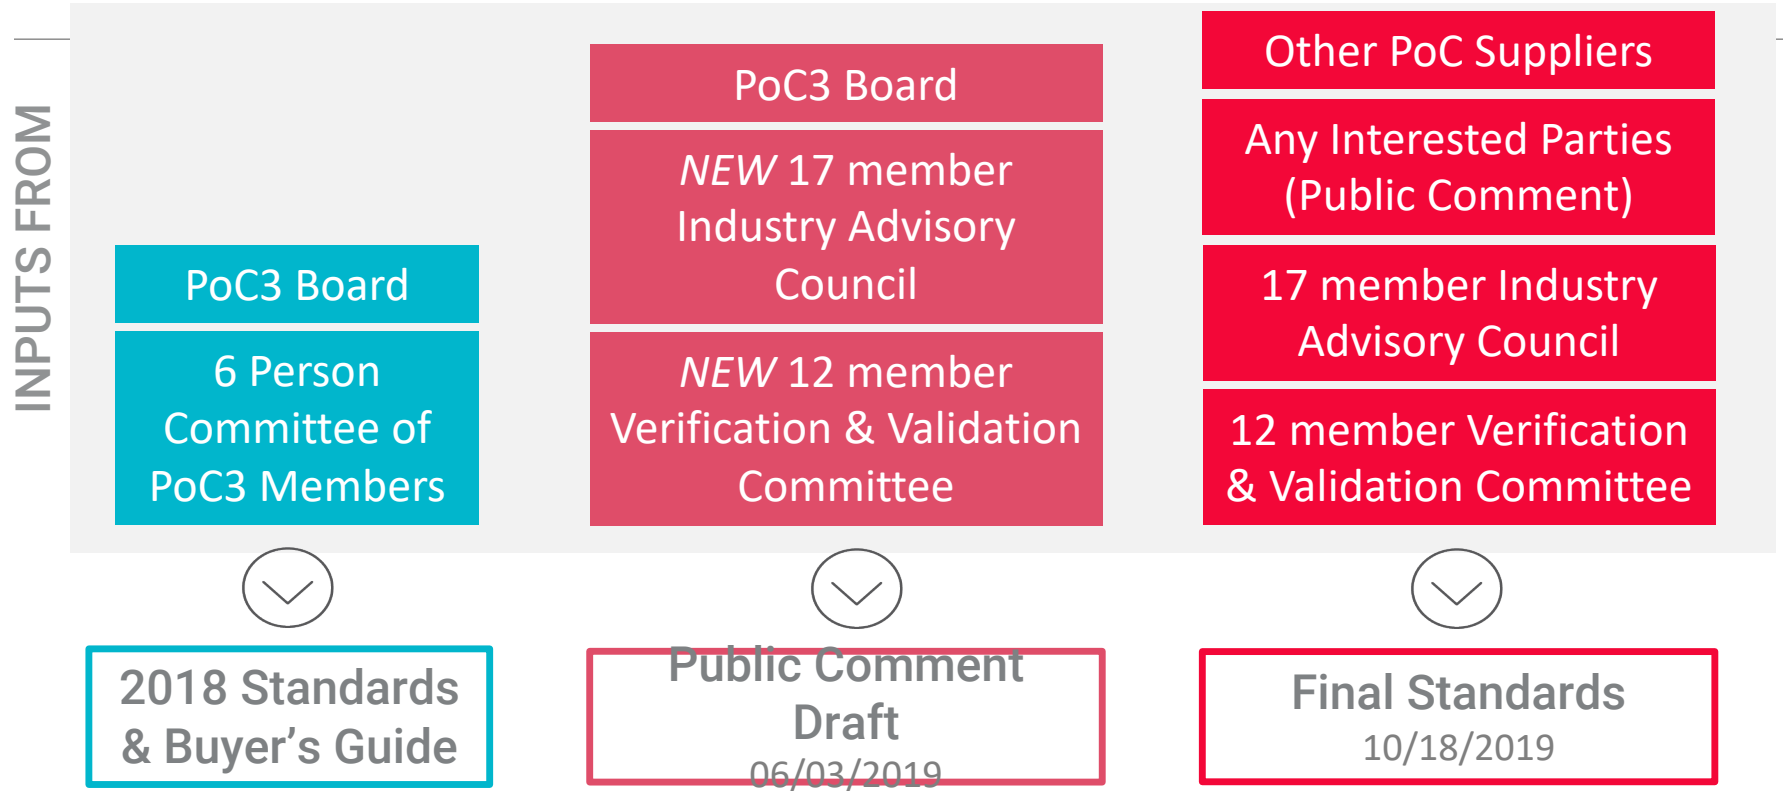 INPUTS FROM
PoC3 Board
6 Person
Committee of
PoC3 Members
2018 Standards
& Buyer’s Guide
PoC3 Board
NEW 17 member
Industry Advisory
Council
NEW 12 member
Verification & Validation
Committee
Public Comment
Draft
06/03/2019
Other PoC Suppliers
Any Interested Parties
(Public Comment)
17 member Industry
Advisory Council
12 member Verification
& Validation Committee
Final Standards
10/18/2019